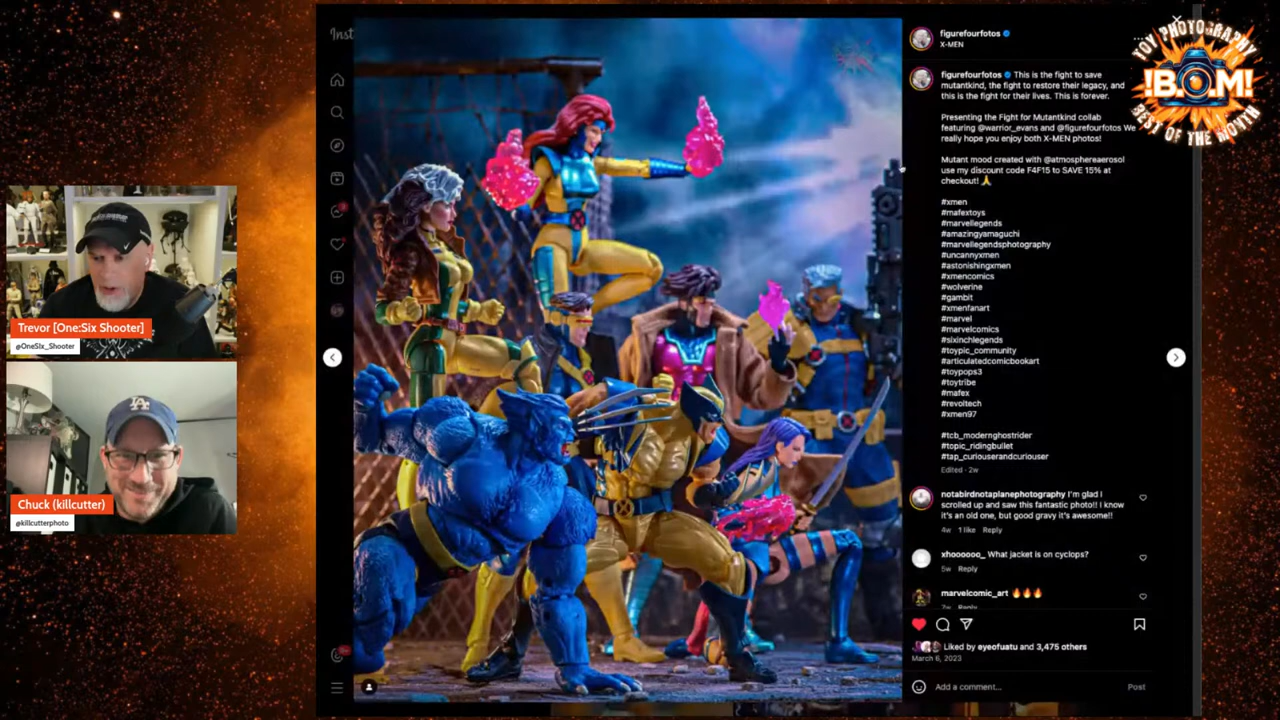 Inst
figurefourfotos
X-MEN
figurefourfotos This is the fight to save
mutantkind, the fight to restore their legacy, and
this is the fight for their lives. This is forever.
Presenting the Fight for Mutantkind collab
featuring @warrior_evans and @figurefourfotos We
really hope you enjoy both X-MEN photos!
Mutant mood created with @atmosphereaerosol
use my discount code F4F15 to SAVE 15% at
checkout! 🙏
#xmen
#mafextoys
#marvellegends
#amazingyamaguchi
#marvellegendsphotography
#uncannyxmen
#astonishingxmen
#xmencomics
#wolverine
#gambit
#xmenfanart
#marvel
#marvelcomics
#sixinchlegends
#toypic_community
#articulatedcomicbookart
#toypops3
#toytribe
#mafex
#revoltech
#xmen97
#tcb_modernghostrider
#topic_ridingbullet
#tap_curiouserandcuriouser
Edited · 2w
notabirdnotaplanephotography I'm glad I
scrolled up and saw this fantastic photo!! I know
it's an old one, but good gravy it's awesome!!
4w 1 like Reply
xhoooooo_ What jacket is on cyclops?
5w Reply
marvelcomic_art 🔥🔥🔥
7w Reply
Liked by eyeofuatu and 3,475 others
March 6, 2023
Add a comment...
Post
TOY PHOTOGRAPHY
!BOM!
BEST OF THE MONTH
Trevor [One:Six Shooter]
@OneSix_Shooter
Chuck (killcutter)
@killcutterphoto
LA